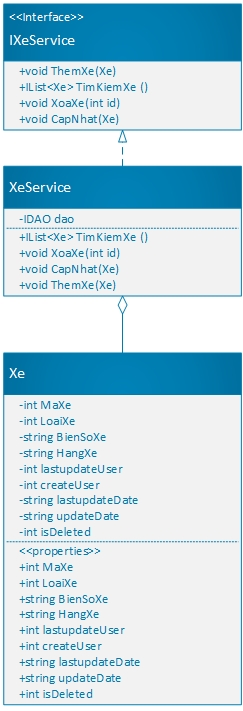 <<Interface>>
IXeService
+void ThemXe(Xe)
+IList<Xe> TimKiemXe ()
+void XoaXe(int id)
+void CapNhat(Xe)
XeService
-IDAO dao
+IList<Xe> TimKiemXe ()
+void XoaXe(int id)
+void CapNhat(Xe)
+void ThemXe(Xe)
Xe
-int MaXe
-int LoaiXe
-string BienSoXe
-string HangXe
-int lastupdateUser
-int createUser
-string lastupdateDate
-string updateDate
-int isDeleted
<<properties>>
+int MaXe
+int LoaiXe
+string BienSoXe
+string HangXe
+int lastupdateUser
+int createUser
+string lastupdateDate
+string updateDate
+int isDeleted